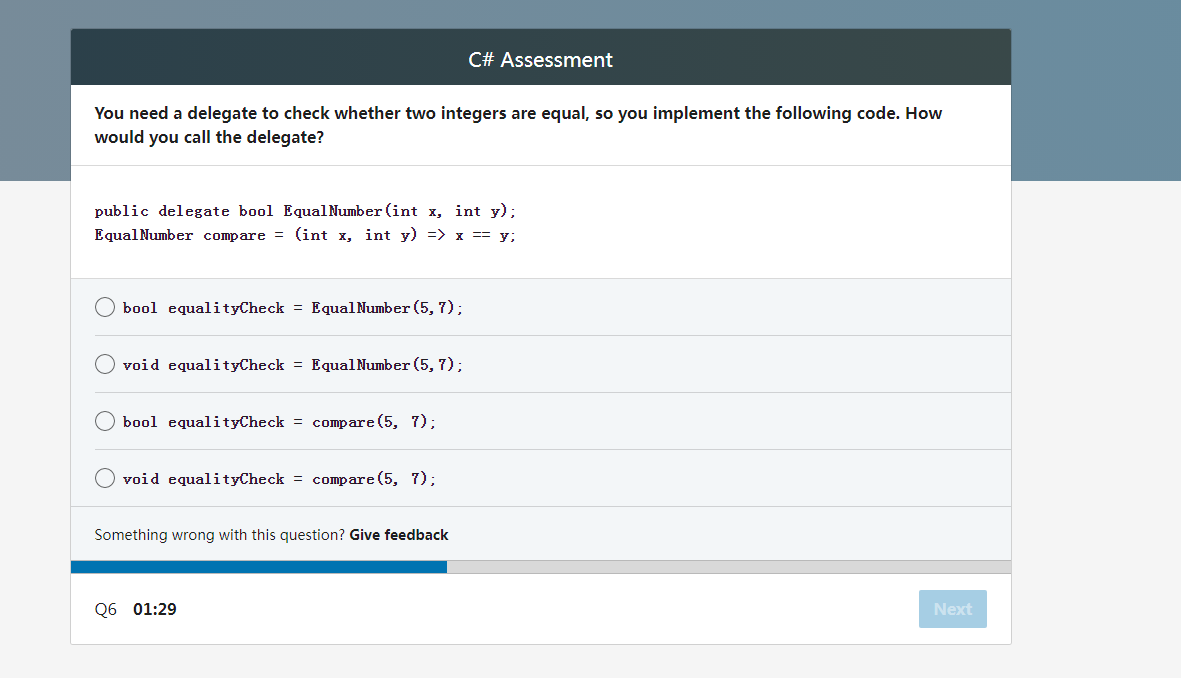 C# Assessment
You need a delegate to check whether two integers are equal, so you implement the following code. How
would you call the delegate?
public delegate bool EqualNumber(int x, int y);
EqualNumber compare = (int x, int y) => x == y;
bool equalityCheck = EqualNumber(5,7);
void equalityCheck = EqualNumber(5,7);
bool equalityCheck = compare(5, 7);
void equalityCheck = compare(5, 7);
Something wrong with this question? Give feedback
Q6 01:29
Next